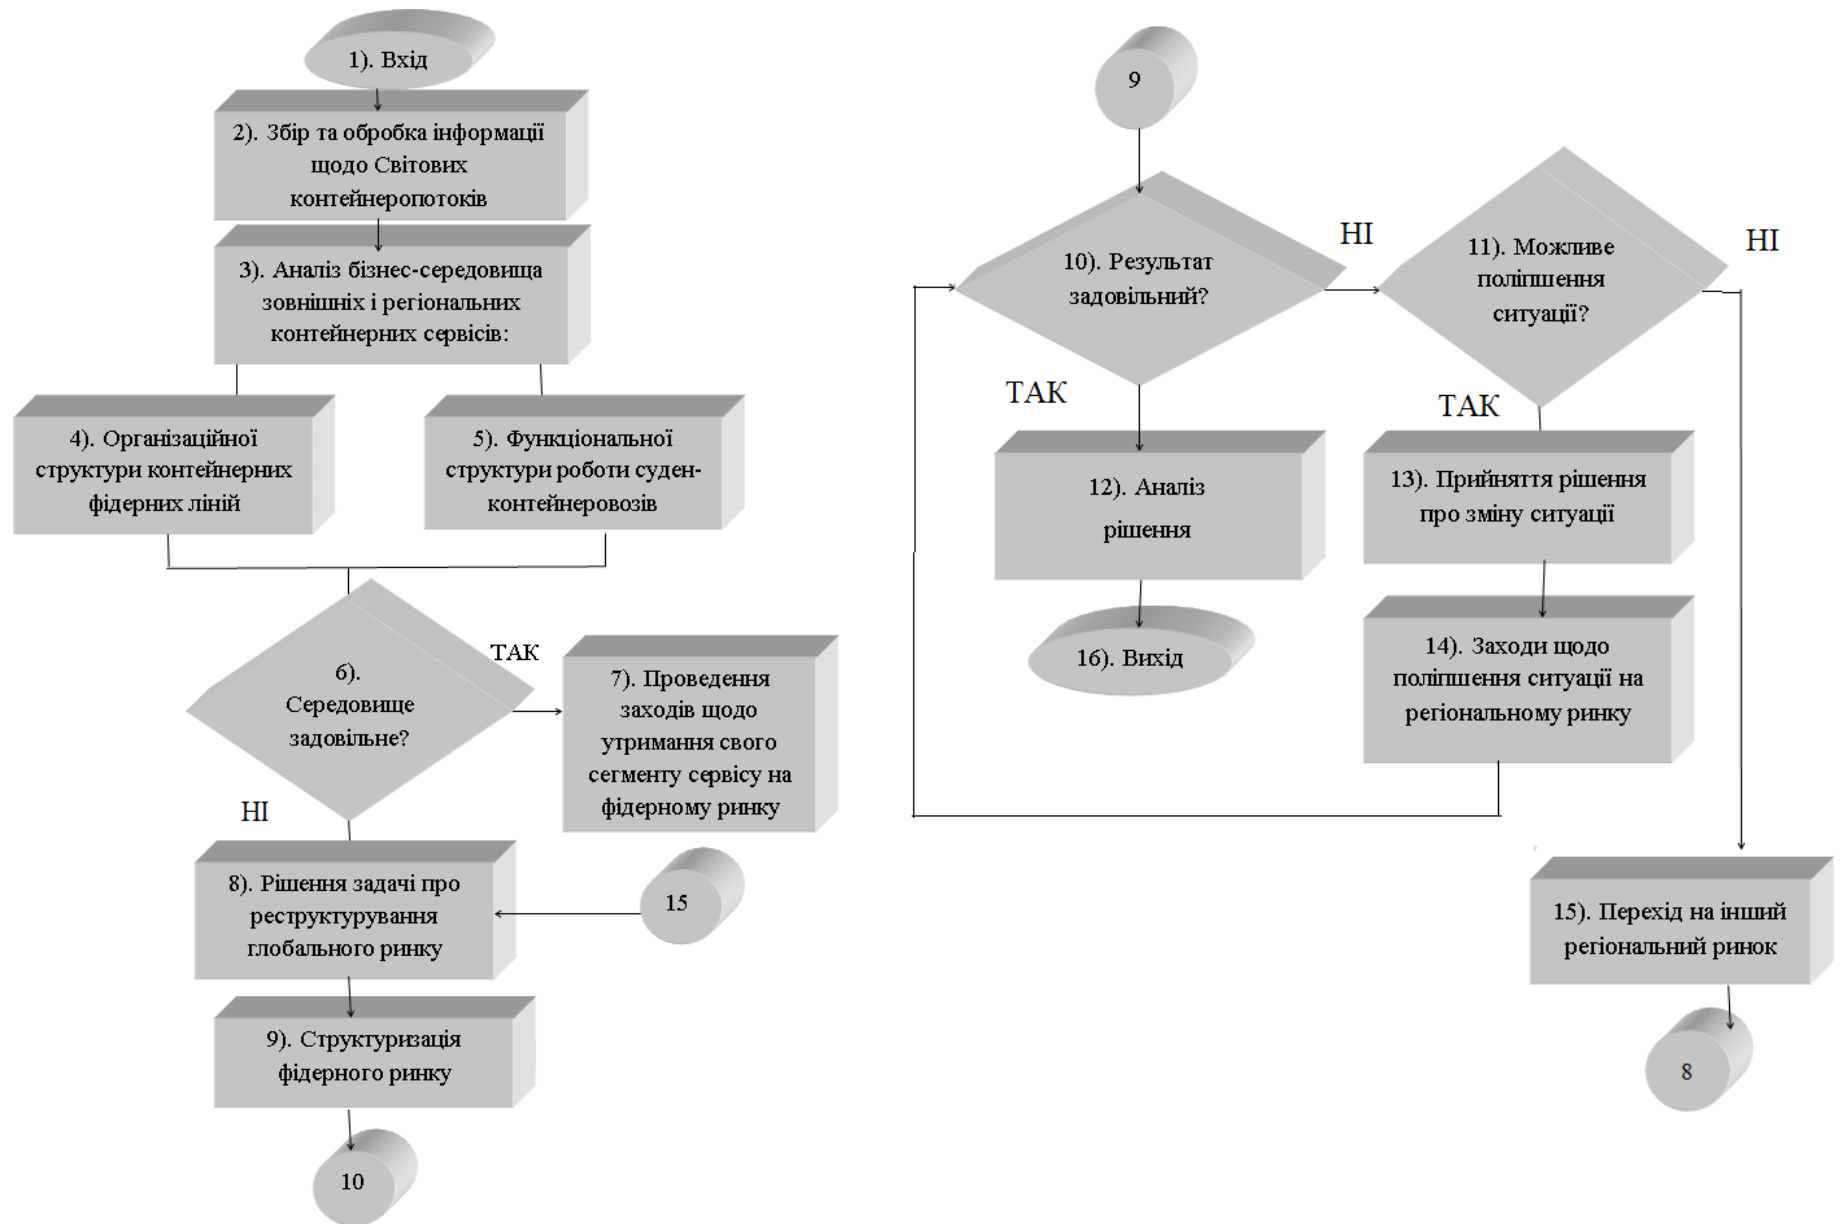 1). Вхід
2). Збір та обробка інформації
щодо Світових
контейнеропотоків
3). Аналіз бізнес-середовища
зовнішніх і регіональних
контейнерних сервісів:
4). Організаційної
структури контейнерних
фідерних ліній
5). Функціональної
структури роботи суден-
контейнеровозів
6).
Середовище
задовільне?
ТАК
НІ
7). Проведення
заходів щодо
утримання свого
сегменту сервісу на
фідерному ринку
8). Рішення задачі про
реструктурування
глобального ринку
15
9). Структуризація
фідерного ринку
10
9
10). Результат
задовільний?
НІ
11). Можливе
поліпшення
ситуації?
НІ
ТАК
ТАК
12). Аналіз
рішення
13). Прийняття рішення
про зміну ситуації
16). Вихід
14). Заходи щодо
поліпшення ситуації на
регіональному ринку
15). Перехід на інший
регіональний ринок
8